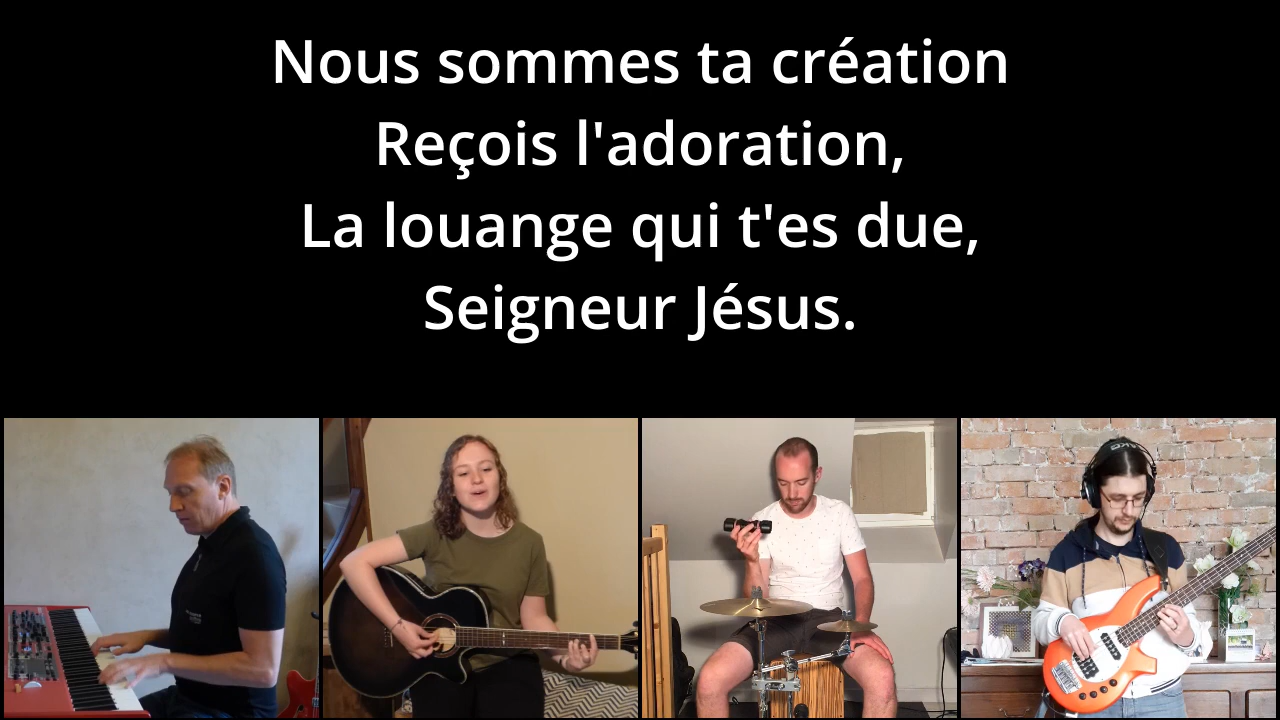 Nous sommes ta création
Reçois l'adoration,
La louange qui t'es due,
Seigneur Jésus.